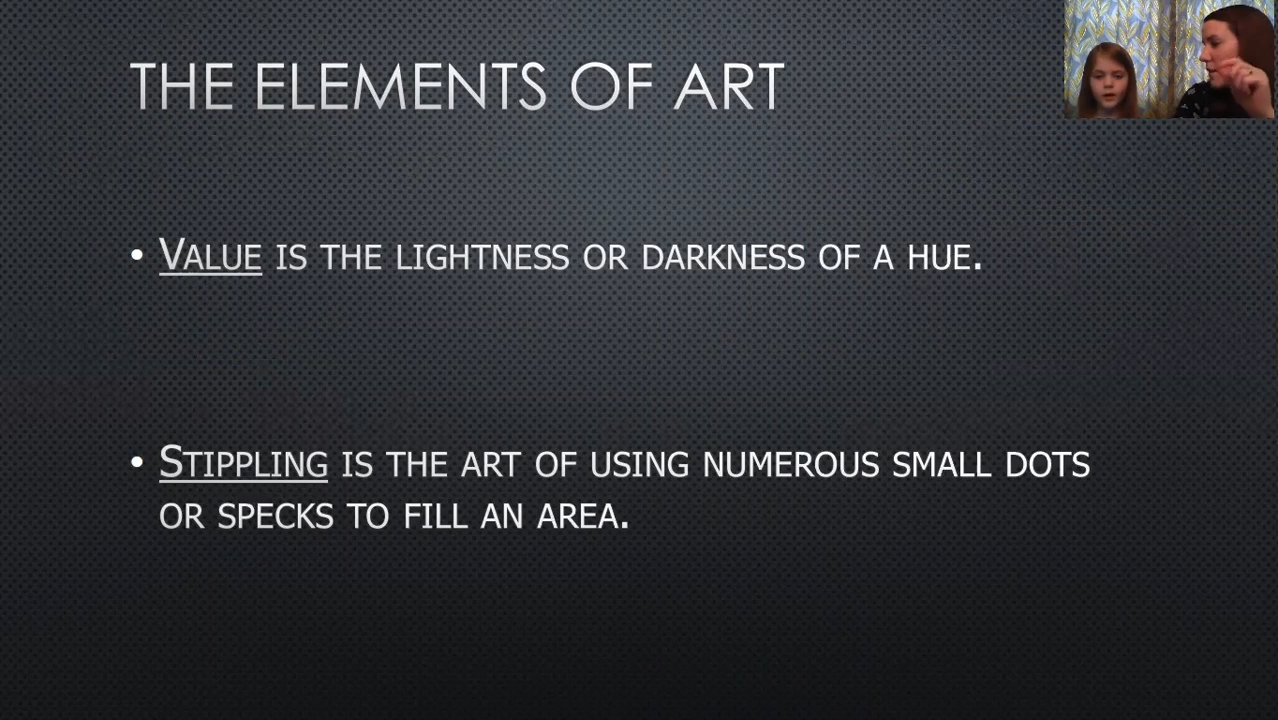 THE ELEMENTS OF ART
• VALUE IS THE LIGHTNESS OR DARKNESS OF A HUE.
• STIPPLING IS THE ART OF USING NUMEROUS SMALL DOTS
OR SPECKS TO FILL AN AREA.